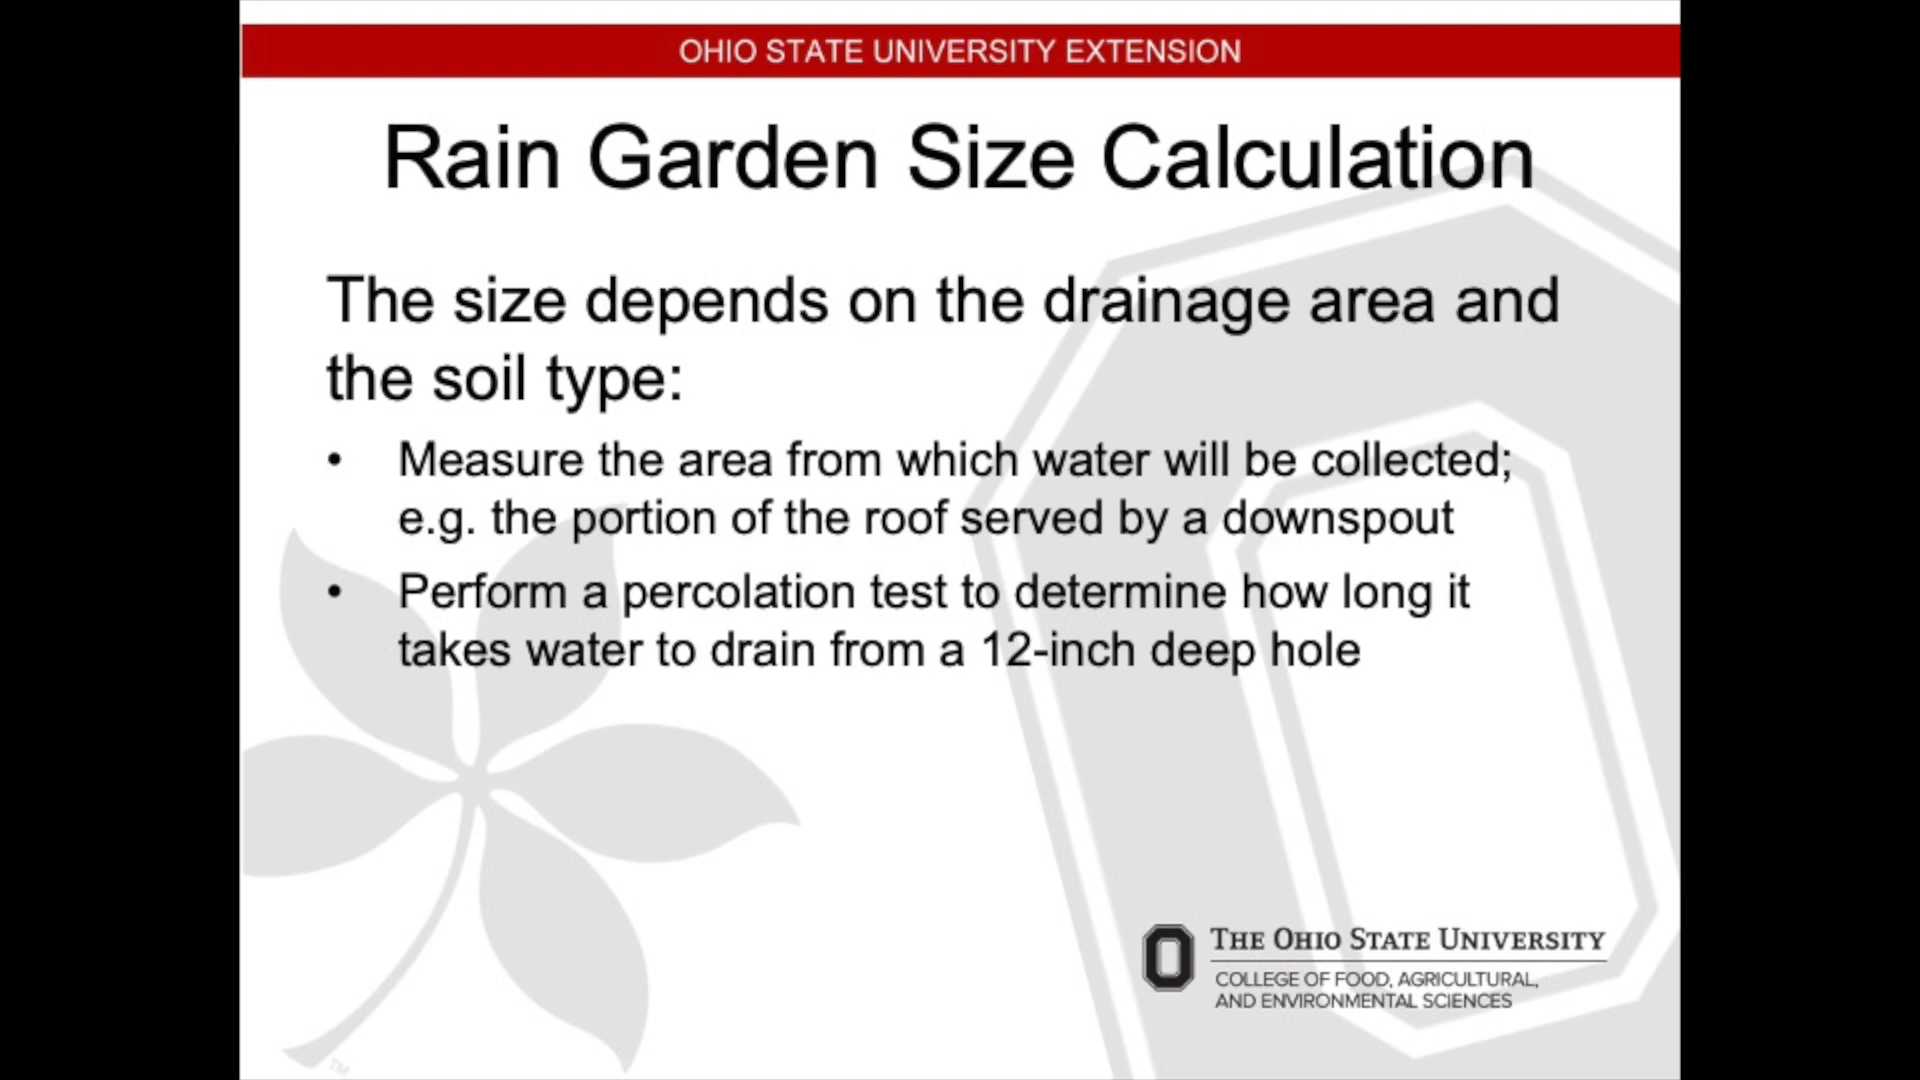 OHIO STATE UNIVERSITY EXTENSION
Rain Garden Size Calculation
The size depends on the drainage area and
the soil type:
• Measure the area from which water will be collected;
e.g. the portion of the roof served by a downspout
• Perform a percolation test to determine how long it
takes water to drain from a 12-inch deep hole
THE OHIO STATE UNIVERSITY
COLLEGE OF FOOD, AGRICULTURAL,
AND ENVIRONMENTAL SCIENCES
TM